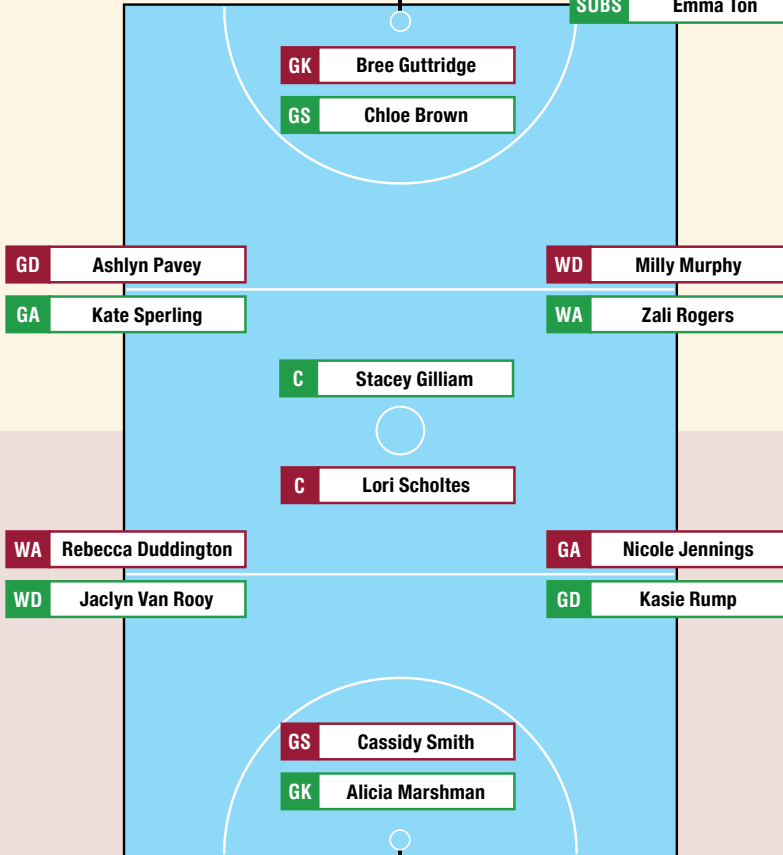 SUBS Emma Ton
GK Bree Guttridge
GS Chloe Brown
GD Ashlyn Pavey
WD Milly Murphy
GA Kate Sperling
WA Zali Rogers
C Stacey Gilliam
C Lori Scholtes
WA Rebecca Duddington
GA Nicole Jennings
WD Jaclyn Van Rooy
GD Kasie Rump
GS Cassidy Smith
GK Alicia Marshman